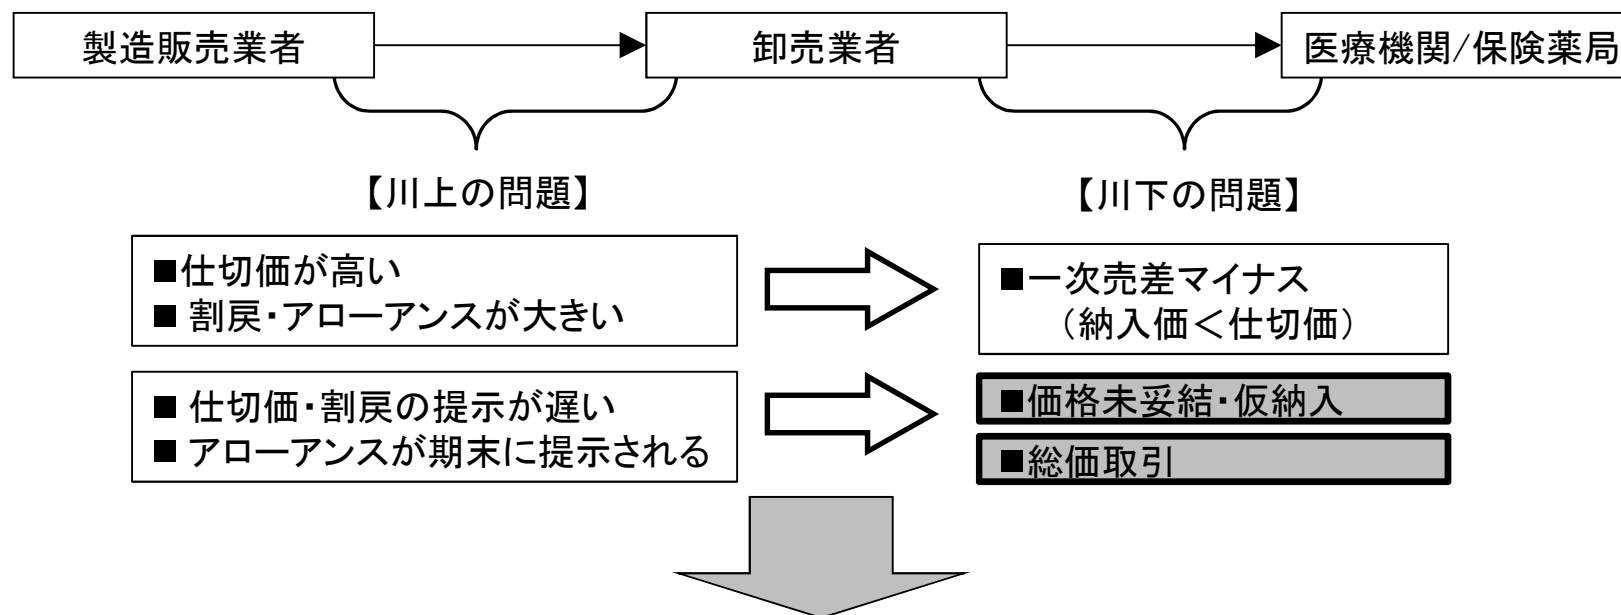 製造販売業者
卸売業者
医療機関/保険薬局
【川上の問題】
【川下の問題】
■仕切価が高い
■ 割戻・アローアンスが大きい
■一次売差マイナス
（納入価＜仕切価）
■ 仕切価・割戻の提示が遅い
■ アローアンスが期末に提示される
■価格未妥結・仮納入
■総価取引